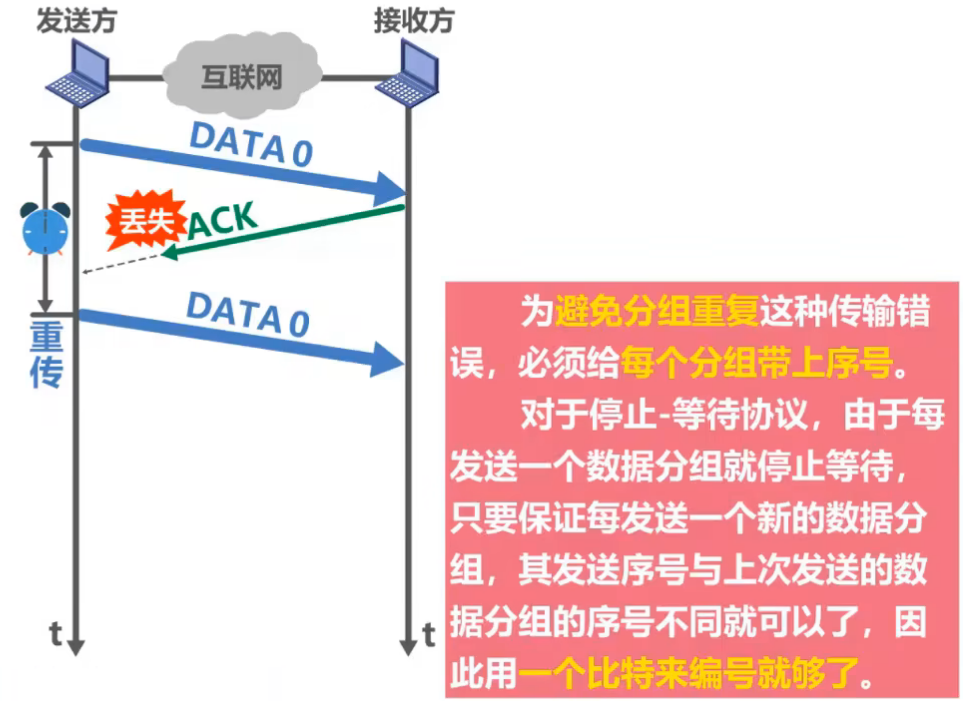 发送方
接收方
互联网
DATA 0
丢失
ACK
DATA 0
重
传
t
t
为避免分组重复这种传输错
误，必须给每个分组带上序号。
对于停止-等待协议，由于每
发送一个数据分组就停止等待，
只要保证每发送一个新的数据分
组，其发送序号与上次发送的数
据分组的序号不同就可以了，因
此用一个比特来编号就够了。